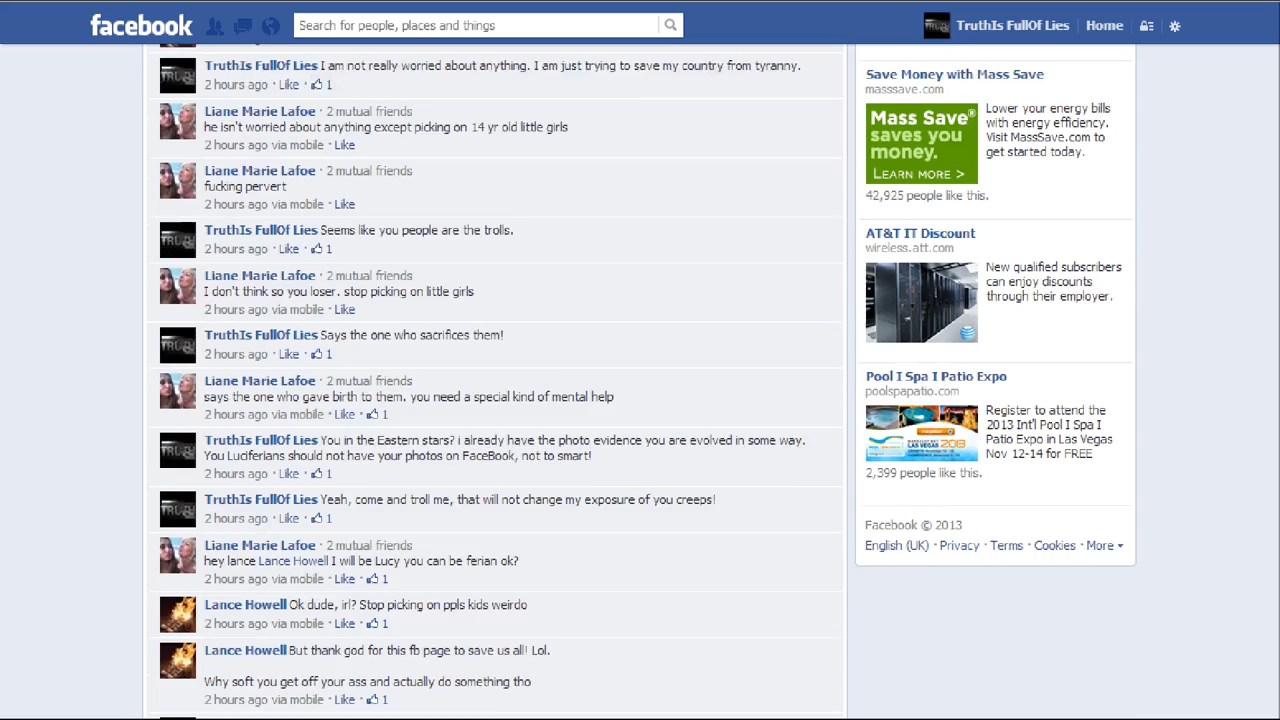 facebook
Search for people, places and things
TruthIs FullOf Lies
Home
TruthIs FullOf Lies I am not really worried about anything. I am just trying to save my country from tyranny.
2 hours ago · Like · 1
Liane Marie Lafoe · 2 mutual friends
he isn't worried about anything except picking on 14 yr old little girls
2 hours ago via mobile · Like
Liane Marie Lafoe · 2 mutual friends
fucking pervert
2 hours ago via mobile · Like
TruthIs FullOf Lies Seems like you people are the trolls.
2 hours ago · Like · 1
Liane Marie Lafoe · 2 mutual friends
I don't think so you loser, stop picking on little girls
2 hours ago via mobile · Like
TruthIs FullOf Lies Says the one who sacrifices them!
2 hours ago · Like · 1
Liane Marie Lafoe · 2 mutual friends
says the one who gave birth to them, you need a special kind of mental help
2 hours ago via mobile · Like · 1
TruthIs FullOf Lies You in the Eastern stars? i already have the photo evidence you are evolved in some way.
You Luciferians should not have your photos on FaceBook, not to smart!
2 hours ago · Like · 1
TruthIs FullOf Lies Yeah, come and troll me, that will not change my exposure of you creeps!
2 hours ago · Like · 1
Liane Marie Lafoe · 2 mutual friends
hey lance Lance Howell I will be Lucy you can be ferian ok?
2 hours ago via mobile · Like · 1
Lance Howell Ok dude, irl? Stop picking on ppls kids weirdo
2 hours ago via mobile · Like · 1
Lance Howell But thank god for this fb page to save us all! Lol.
Why soft you get off your ass and actually do something tho
2 hours ago via mobile · Like · 1
Save Money with Mass Save
masssave.com
Mass Save®
saves you
money.
LEARN MORE >
Lower your energy bills
with energy efficiency.
Visit MassSave.com to
get started today.
42,925 people like this.
AT&T IT Discount
wireless.att.com
New qualified subscribers
can enjoy discounts
through their employer.
at&t
Pool I Spa I Patio Expo
poolspapatio.com
LAS VEGAS 2013
Register to attend the
2013 Int'l Pool I Spa I
Patio Expo in Las Vegas
Nov 12-14 for FREE
2,399 people like this.
Facebook © 2013
English (UK) · Privacy · Terms · Cookies · More